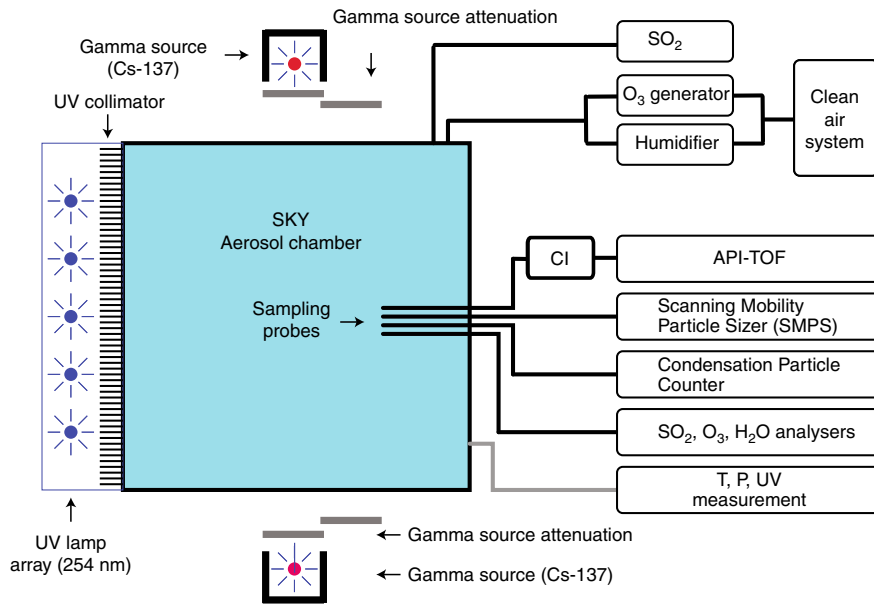 Gamma source attenuation
Gamma source
(Cs-137)
UV collimator
SO₂
O₃ generator
Humidifier
Clean
air
system
SKY
Aerosol chamber
Sampling
probes
CI
API-TOF
Scanning Mobility
Particle Sizer (SMPS)
Condensation Particle
Counter
SO₂, O₃, H₂O analysers
T, P, UV
measurement
UV lamp
array (254 nm)
Gamma source attenuation
Gamma source (Cs-137)